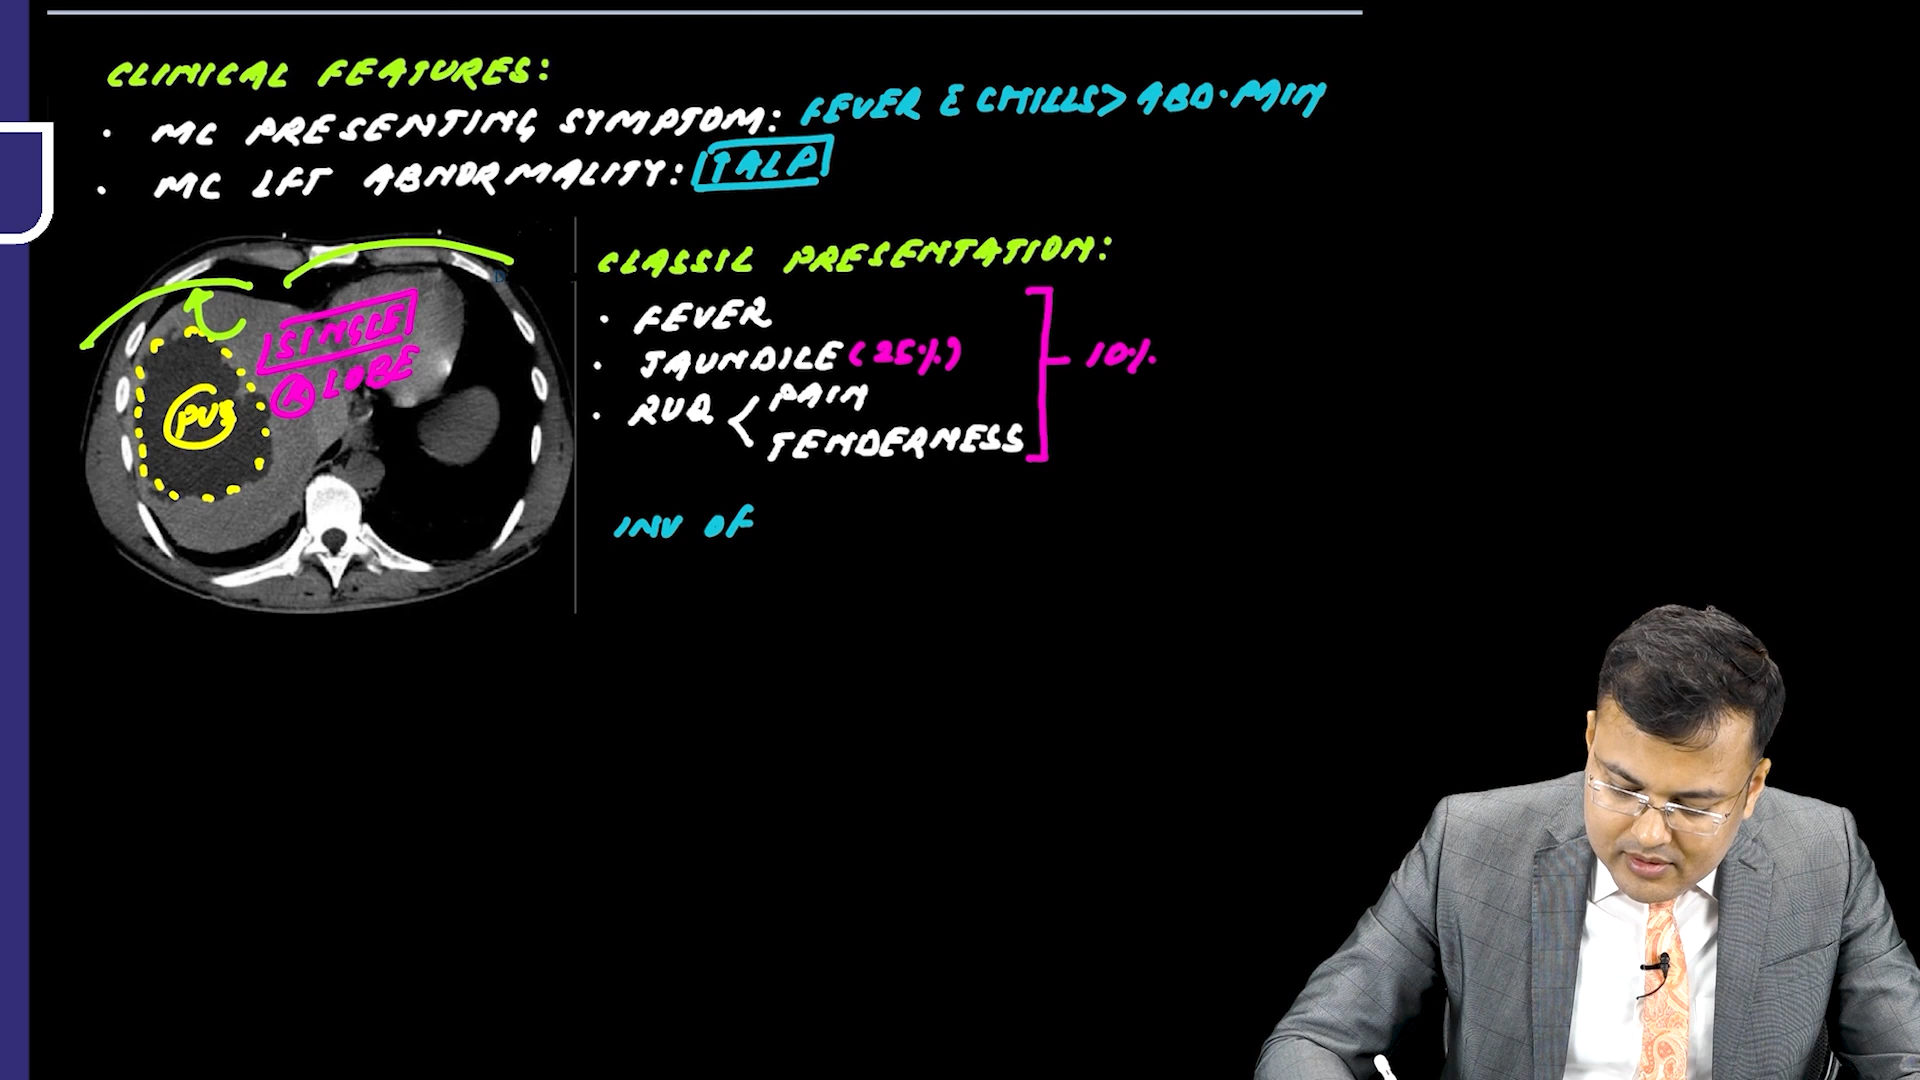 CLINICAL FEATURES:
• MC PRESENTING SYMPTOM: FEVER & CHILLS > ABD. PAIN
• MC LFT ABNORMALITY: ↑ALP
CLASSIC PRESENTATION:
• FEVER
• JAUNDICE (25%)
• RUQ < PAIN
TENDERNESS
10%
SINGLE
R LOBE
PUS
INV OF